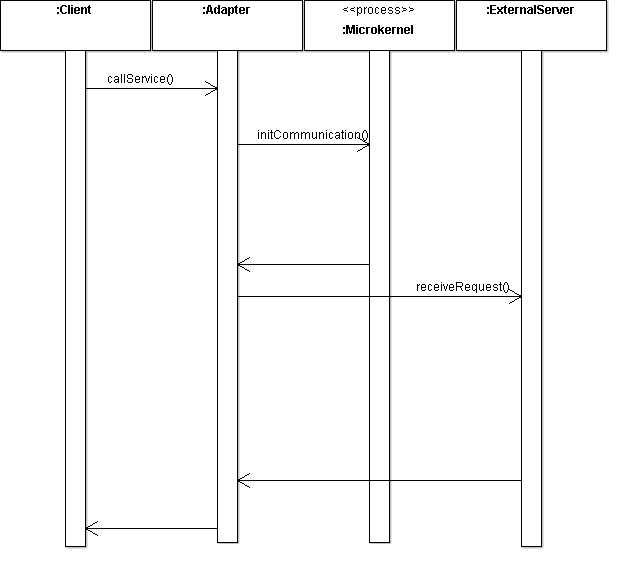 :Client
:Adapter
<<process>>
:Microkernel
:ExternalServer
callService()
initCommunication()
receiveRequest()